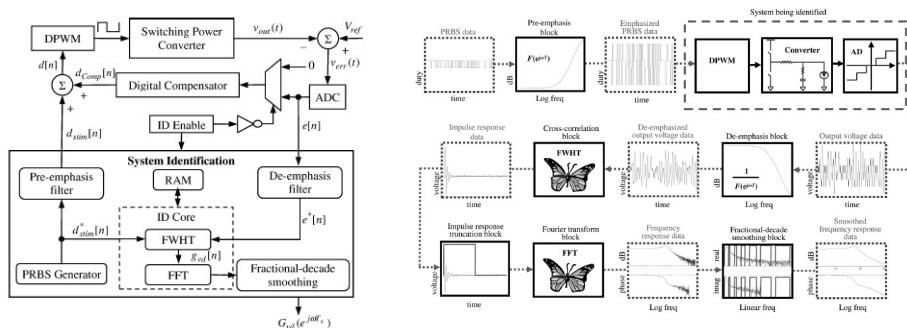 DPWM
Switching Power
Converter
v_out(t)
Σ
V_ref
−
+
v_err(t)
d[n]
d_Comp[n]
Σ
+
+
Digital Compensator
0
ADC
e[n]
ID Enable
d_stim[n]
System Identification
Pre-emphasis
filter
RAM
De-emphasis
filter
ID Core
d*_stim[n]
FWHT
e*[n]
g_vd[n]
PRBS Generator
FFT
Fractional-decade
smoothing
System being identified
PRBS data
duty
time
Pre-emphasis
block
dB
F(e^jωT)
Log freq
Emphasized
PRBS data
duty
time
DPWM
Converter
AD
Impulse response
data
voltage
time
Cross-correlation
block
FWHT
De-emphasized
output voltage data
voltage
time
De-emphasis block
dB
1
F(e^jωT)
Log freq
Output voltage data
voltage
time
Impulse response
truncation block
voltage
time
Fourier transform
block
FFT
Frequency
response data
phase
dB
Log freq
Fractional-decade
smoothing block
imag
real
Linear freq
Smoothed
frequency response
data
phase
dB
Log freq